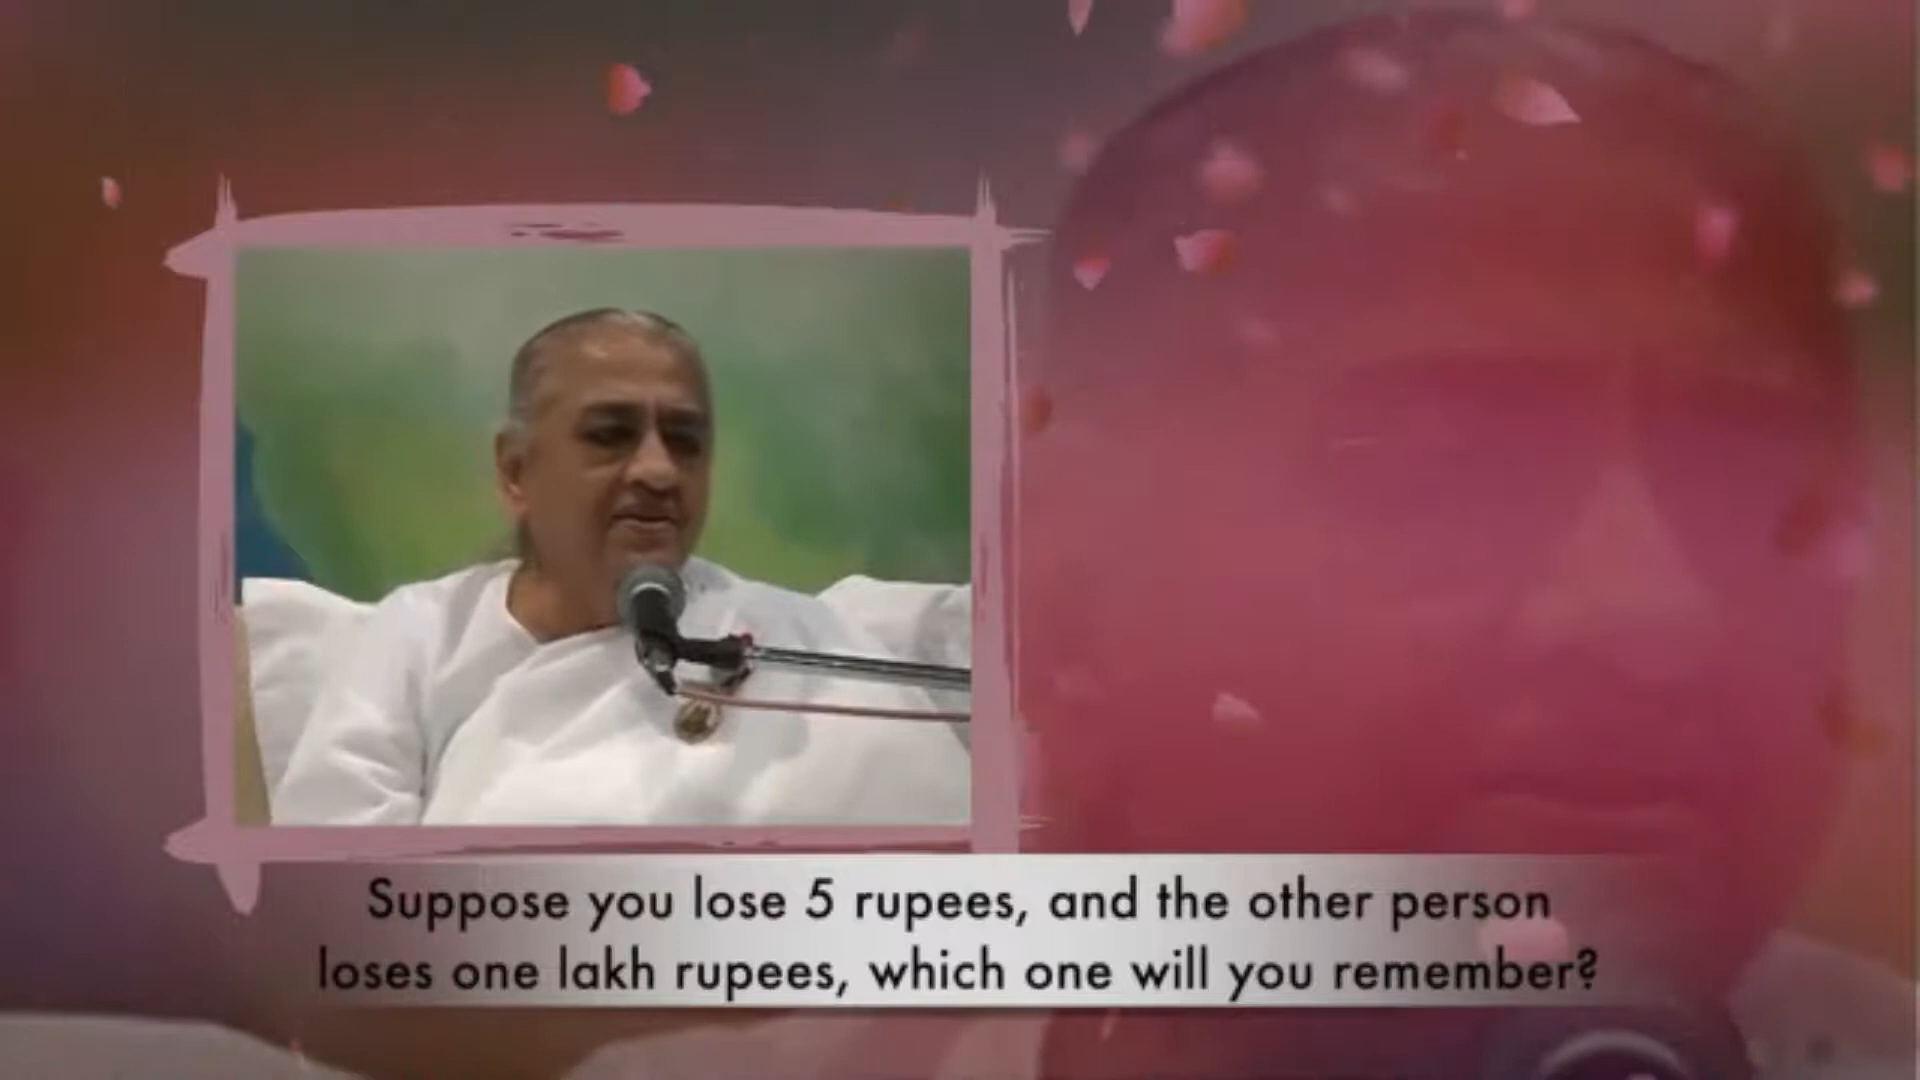 Suppose you lose 5 rupees, and the other person
loses one lakh rupees, which one will you remember?